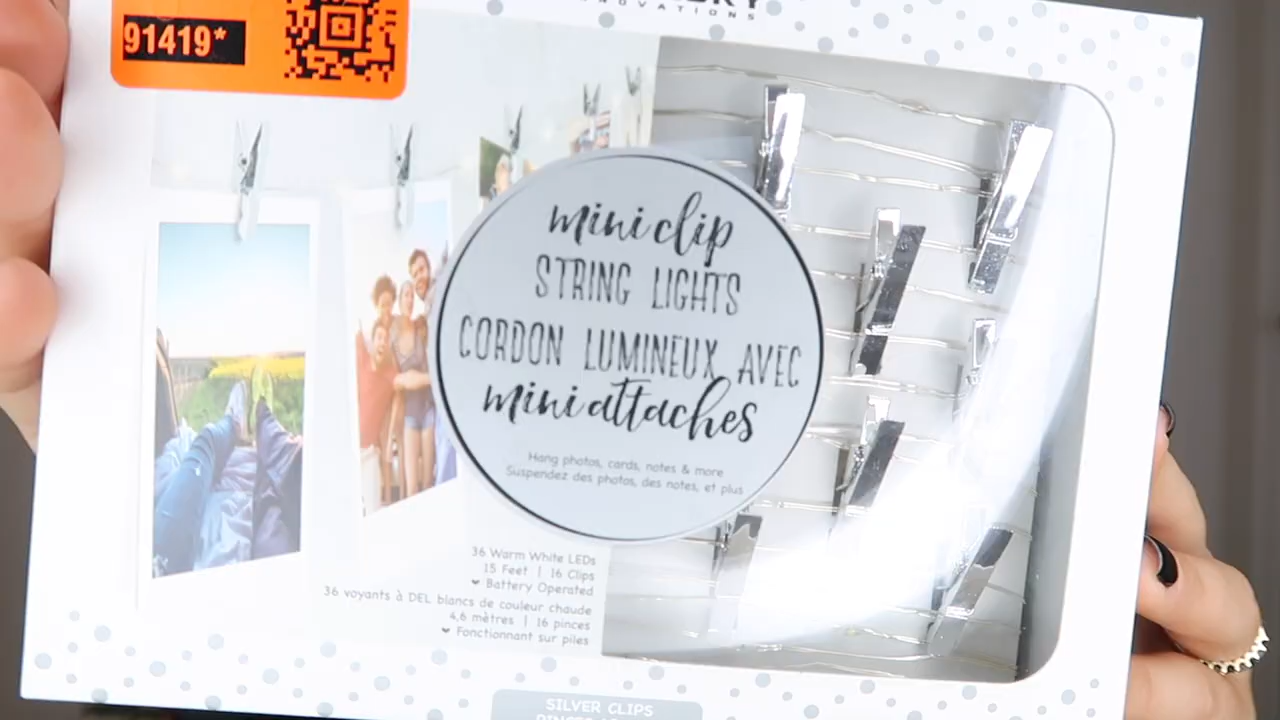 91419*
mini clip
STRING LIGHTS
CORDON LUMINEUX AVEC
mini attaches
Hang photos, cards, notes & more
Suspendez des photos, des notes, et plus
36 Warm White LEDs
15 Feet | 16 Clips
❤ Battery Operated
36 voyants à DEL blancs de couleur chaude
4,6 mètres | 16 pinces
❤ Fonctionnant sur piles
SILVER CLIPS